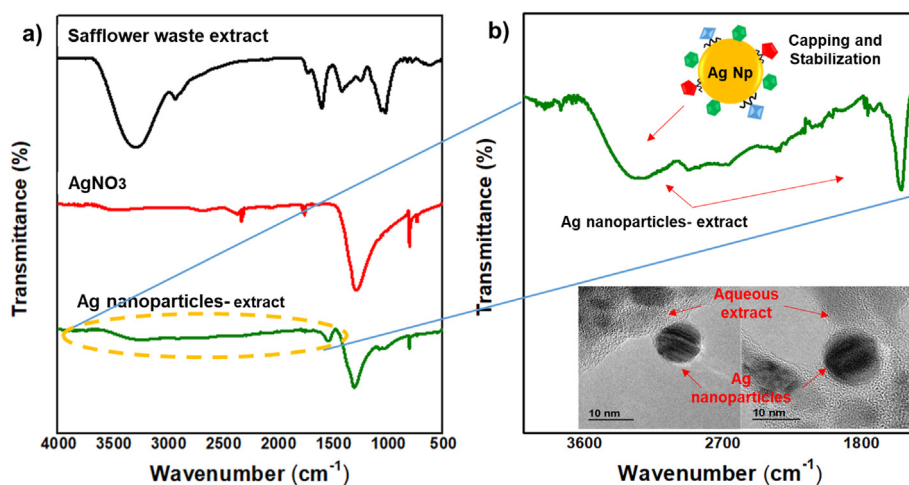 a)
Safflower waste extract
AgNO3
Ag nanoparticles- extract
Transmittance (%)
4000 3500 3000 2500 2000 1500 1000 500
Wavenumber (cm-1)
b)
Ag Np
Capping and
Stabilization
Ag nanoparticles- extract
Aqueous
extract
Ag
nanoparticles
10 nm
10 nm
Transmittance (%)
3600 2700 1800
Wavenumber (cm-1)